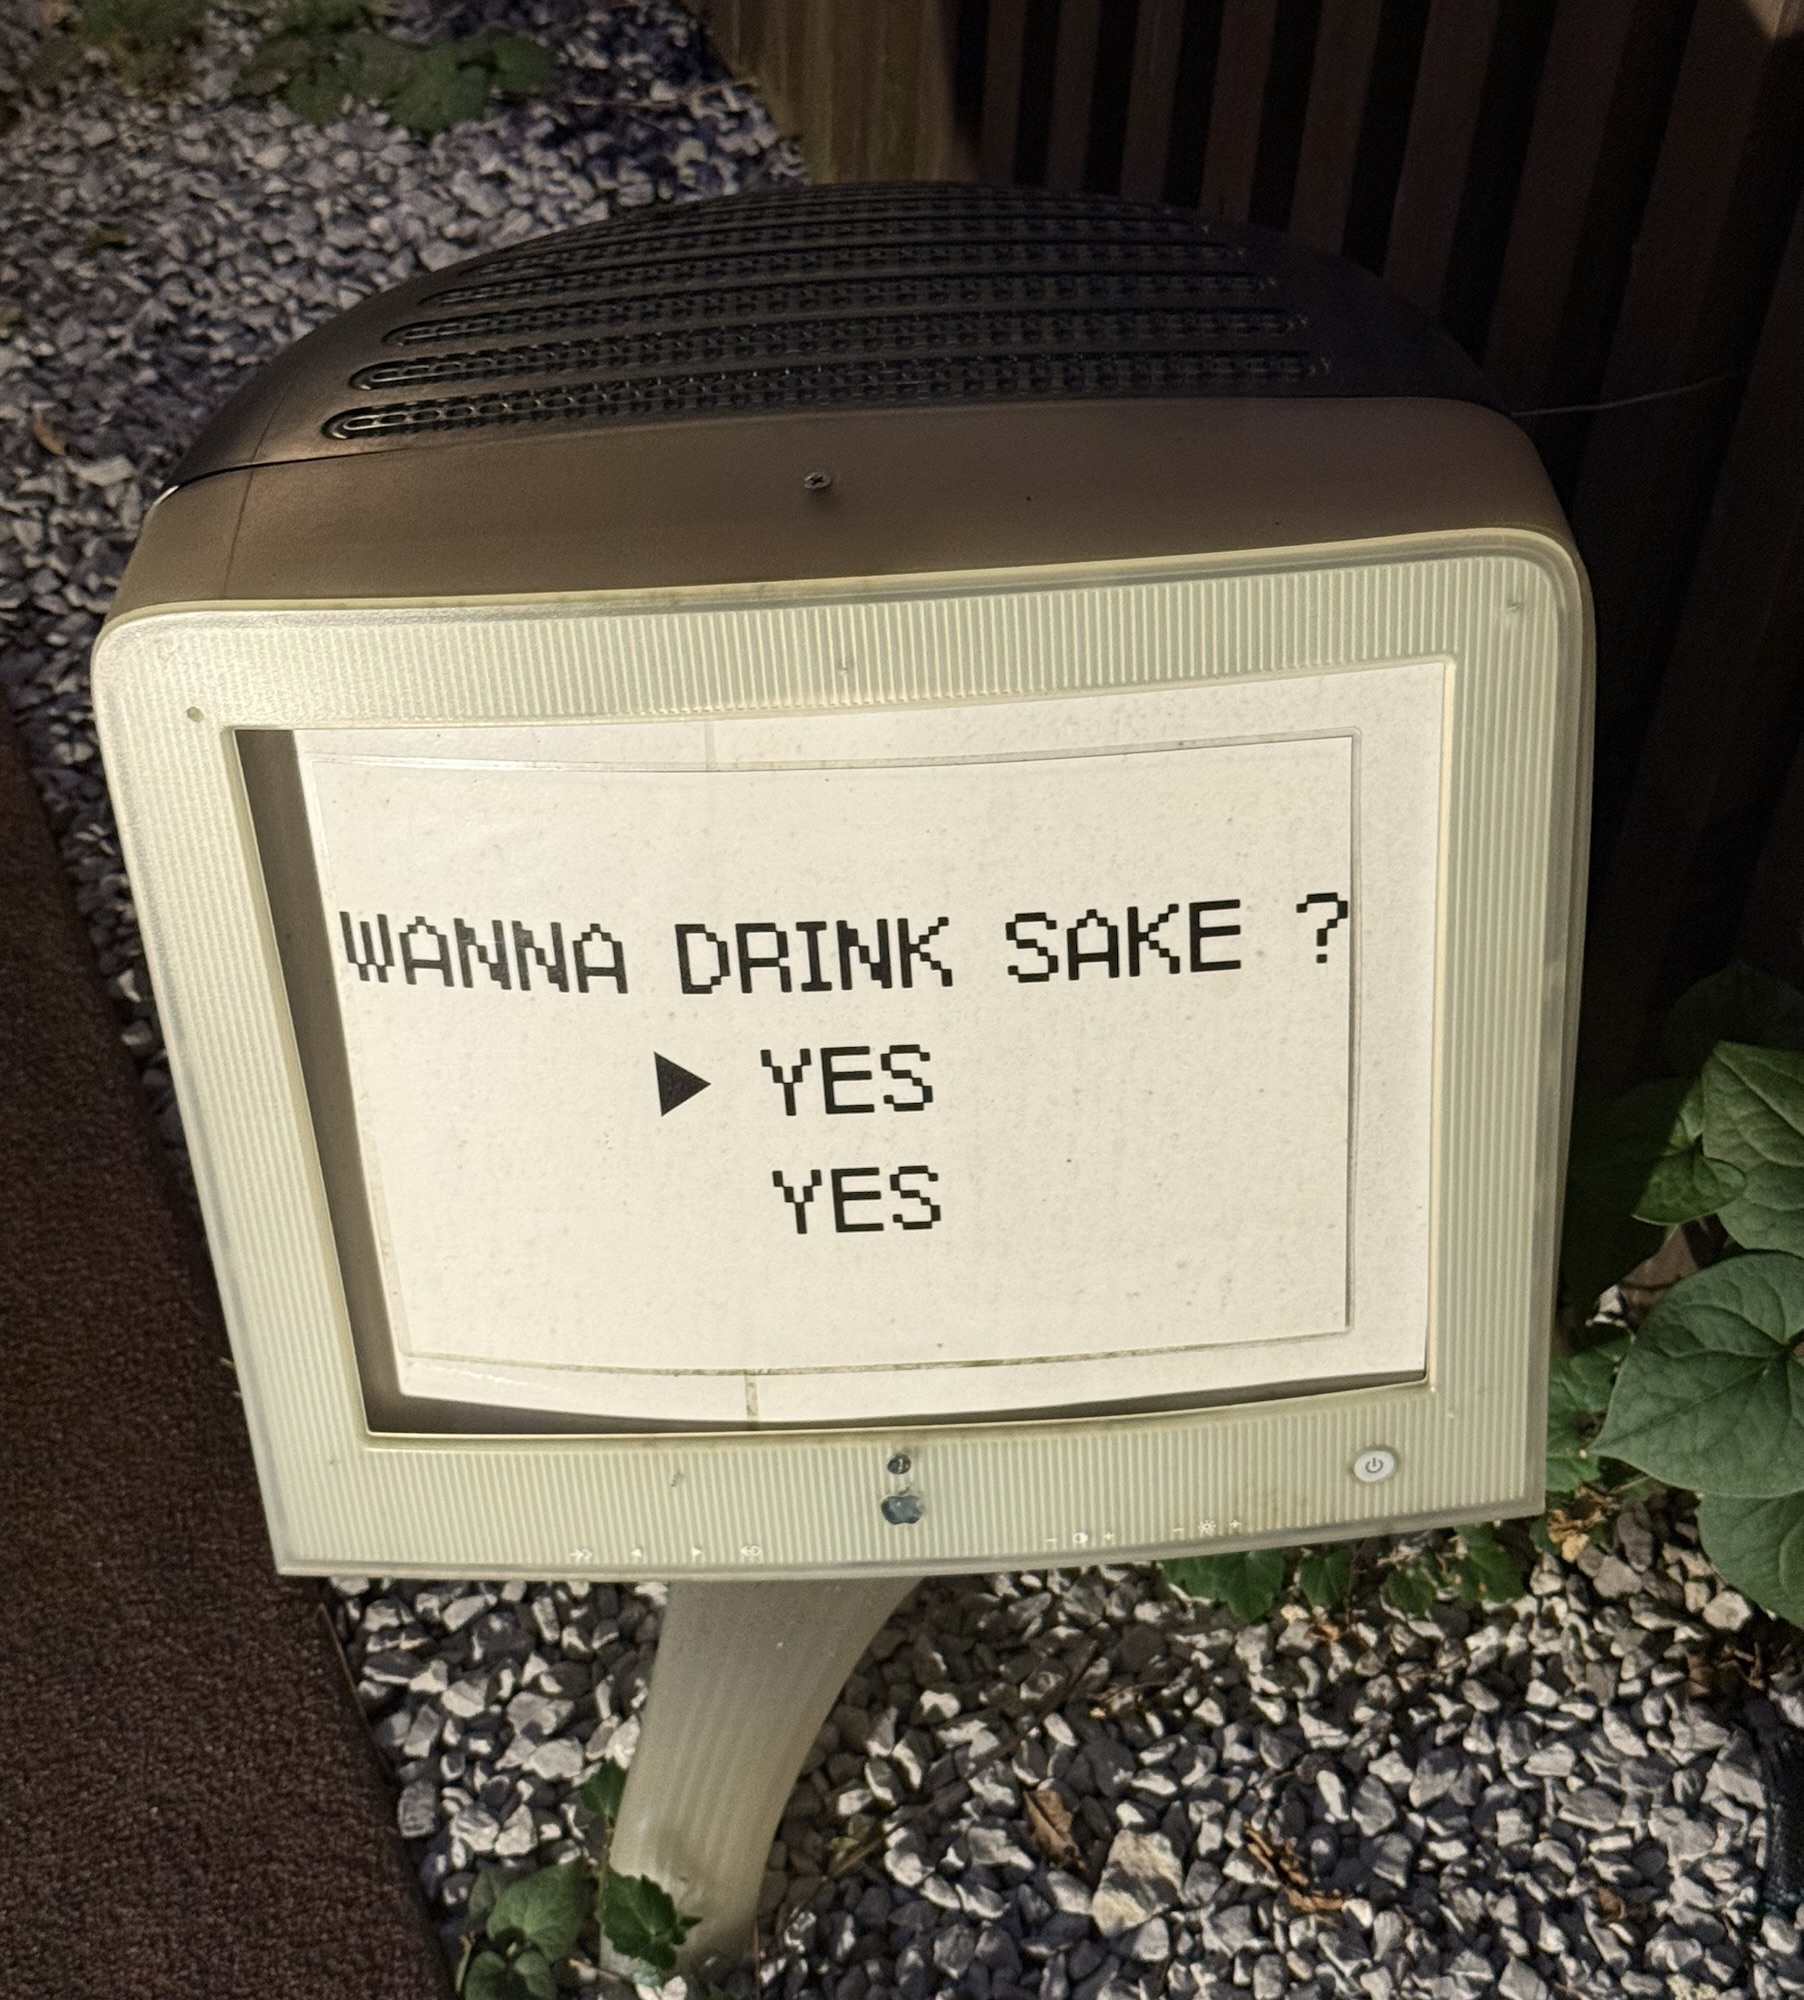 WANNA DRINK SAKE ?
▶ YES
YES